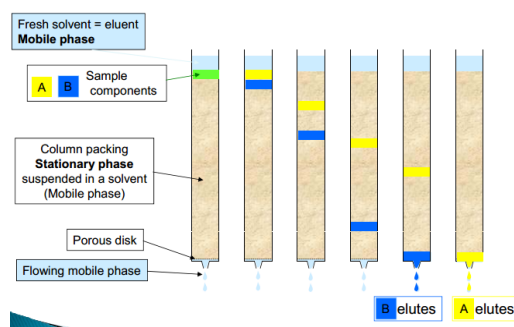 Fresh solvent = eluent
Mobile phase
A
B
Sample
components
Column packing
Stationary phase
suspended in a solvent
(Mobile phase)
Porous disk
Flowing mobile phase
B elutes
A elutes